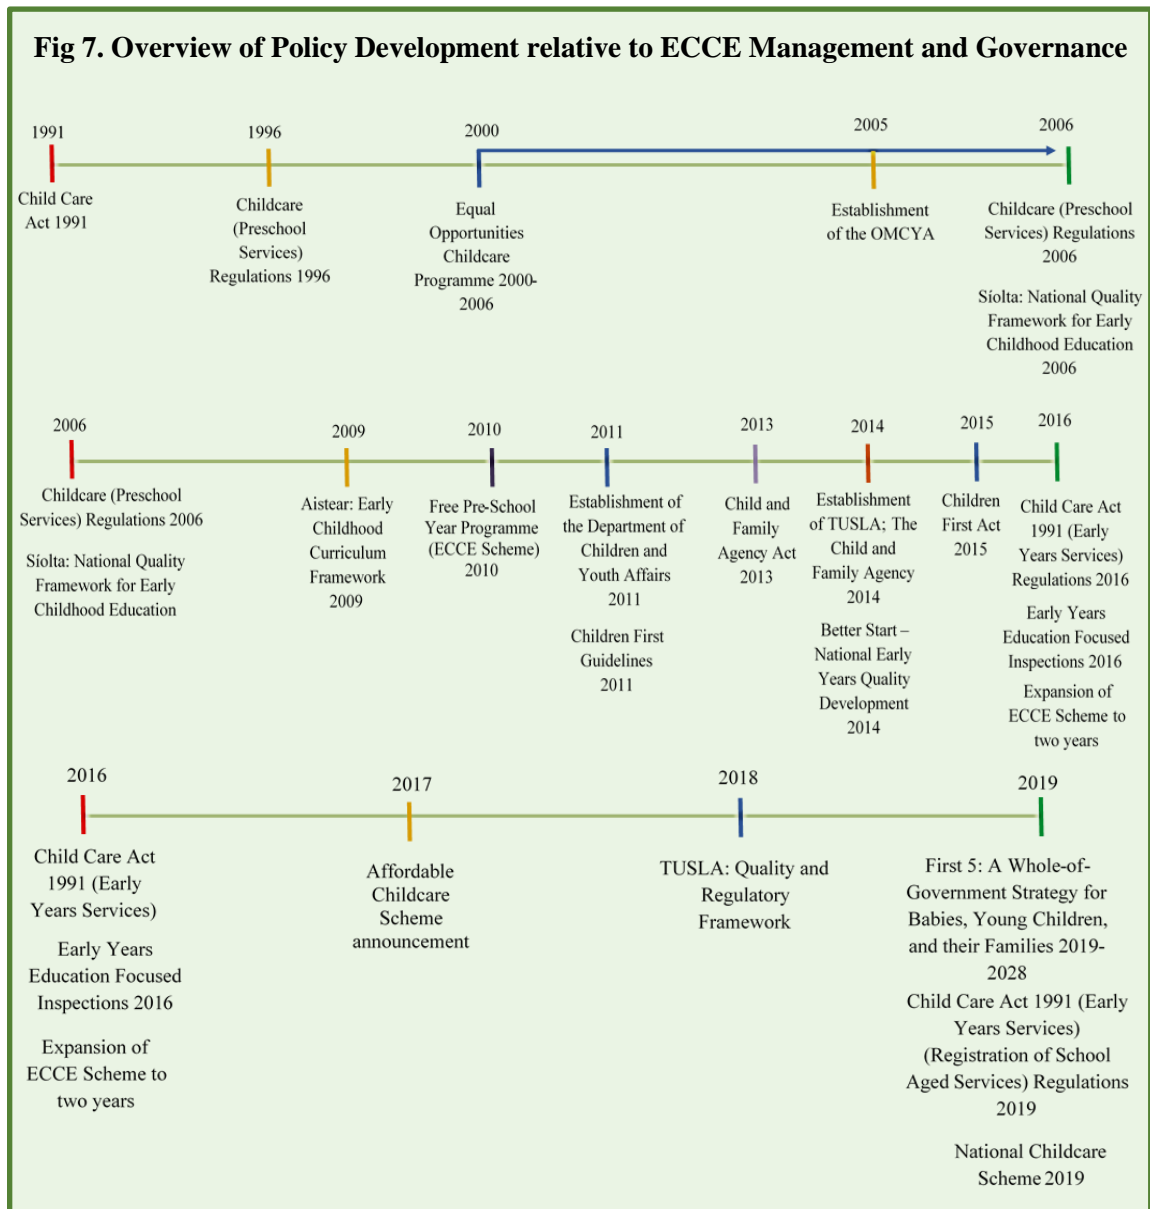 Fig 7. Overview of Policy Development relative to ECCE Management and Governance
1991
1996
2000
2005
2006
Child Care
Act 1991
Childcare
(Preschool
Services)
Regulations 1996
Equal
Opportunities
Childcare
Programme 2000-
2006
Establishment
of the OMCYA
Childcare (Preschool
Services) Regulations
2006
Síolta: National Quality
Framework for Early
Childhood Education
2006
2006
2009
2010
2011
2013
2014
2015
2016
Childcare (Preschool
Services) Regulations 2006
Síolta: National Quality
Framework for Early
Childhood Education
Aistear: Early
Childhood
Curriculum
Framework
2009
Free Pre-School
Year Programme
(ECCE Scheme)
2010
Establishment of
the Department of
Children and
Youth Affairs
2011
Children First
Guidelines
2011
Child and
Family
Agency Act
2013
Establishment
of TUSLA; The
Child and
Family Agency
2014
Better Start –
National Early
Years Quality
Development
2014
Children
First Act
2015
Child Care Act
1991 (Early
Years Services)
Regulations 2016
Early Years
Education Focused
Inspections 2016
Expansion of
ECCE Scheme to
two years
2016
2017
2018
2019
Child Care Act
1991 (Early
Years Services)
Early Years
Education Focused
Inspections 2016
Expansion of
ECCE Scheme to
two years
Affordable
Childcare
Scheme
announcement
TUSLA: Quality and
Regulatory
Framework
First 5: A Whole-of-
Government Strategy for
Babies, Young Children,
and their Families 2019-
2028
Child Care Act 1991 (Early
Years Services)
(Registration of School
Aged Services) Regulations
2019
National Childcare
Scheme 2019